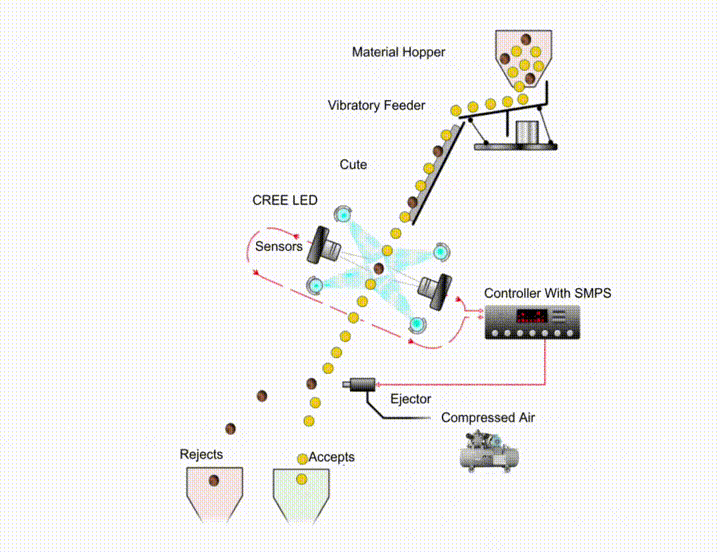 Material Hopper
Vibratory Feeder
Cute
CREE LED
Sensors
Controller With SMPS
Ejector
Compressed Air
Rejects
Accepts